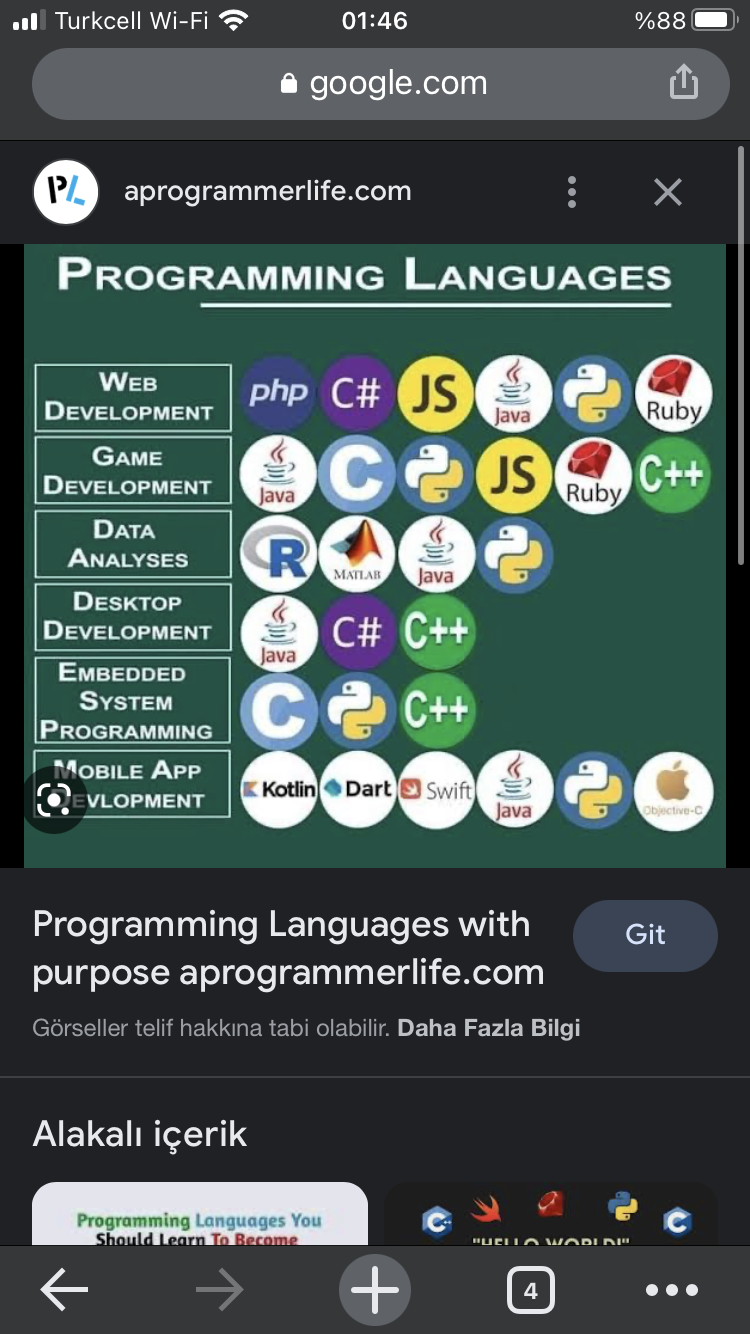 Turkcell Wi-Fi 01:46 %88
google.com
PL aprogrammerlife.com
PROGRAMMING LANGUAGES
WEB
DEVELOPMENT
php C# JS Java Ruby
GAME
DEVELOPMENT
Java C JS Ruby C++
DATA
ANALYSES
R MATLAB Java
DESKTOP
DEVELOPMENT
Java C# C++
EMBEDDED
SYSTEM
PROGRAMMING
C C++
MOBILE APP
DEVLOPMENT
Kotlin Dart Swift Java Objective-C
Programming Languages with
purpose aprogrammerlife.com
Git
Görseller telif hakkına tabi olabilir. Daha Fazla Bilgi
Alakalı içerik
Programming Languages You
Should Learn To Become
C C
"HELLO WORLD!"
4